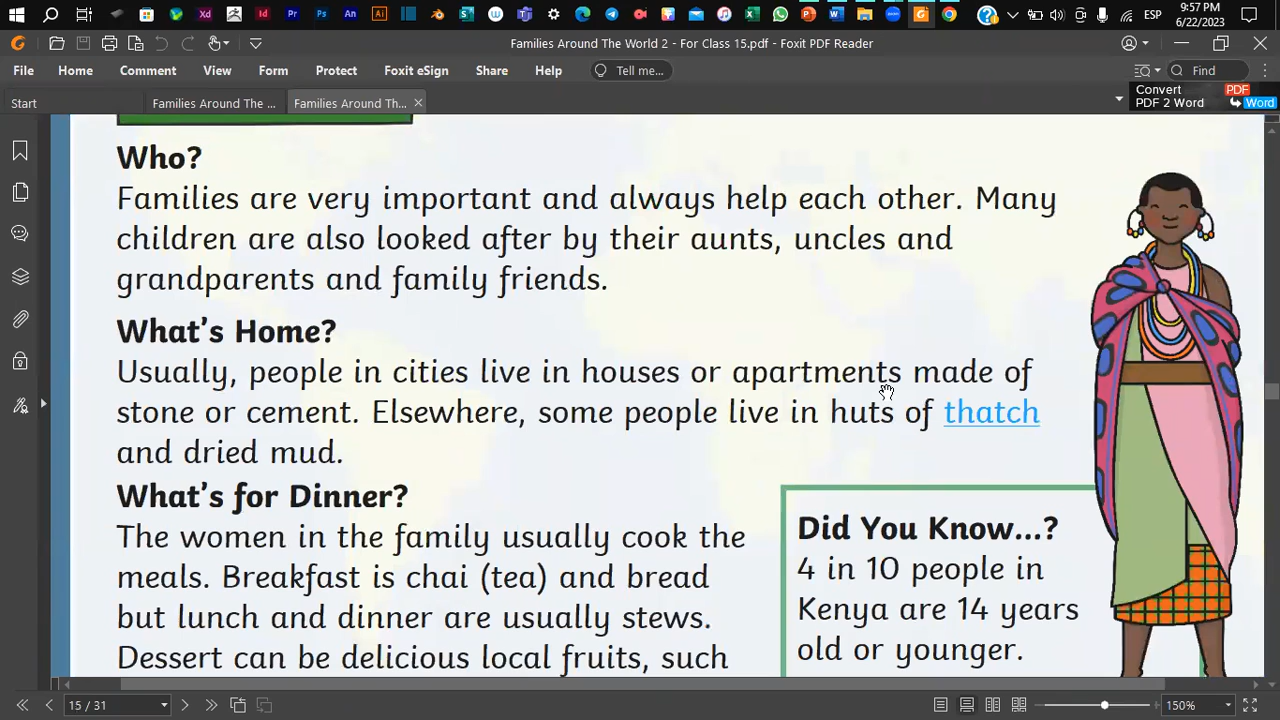 9:57 PM
ESP
6/22/2023
Families Around The World 2 - For Class 15.pdf - Foxit PDF Reader
File Home Comment View Form Protect Foxit eSign Share Help Tell me... Find
Start Families Around The ... Families Around Th...
Convert PDF
PDF 2 Word Word
Who?
Families are very important and always help each other. Many
children are also looked after by their aunts, uncles and
grandparents and family friends.
What's Home?
Usually, people in cities live in houses or apartments made of
stone or cement. Elsewhere, some people live in huts of thatch
and dried mud.
What's for Dinner?
The women in the family usually cook the
meals. Breakfast is chai (tea) and bread
but lunch and dinner are usually stews.
Dessert can be delicious local fruits, such
Did You Know...?
4 in 10 people in
Kenya are 14 years
old or younger.
15 / 31
150%